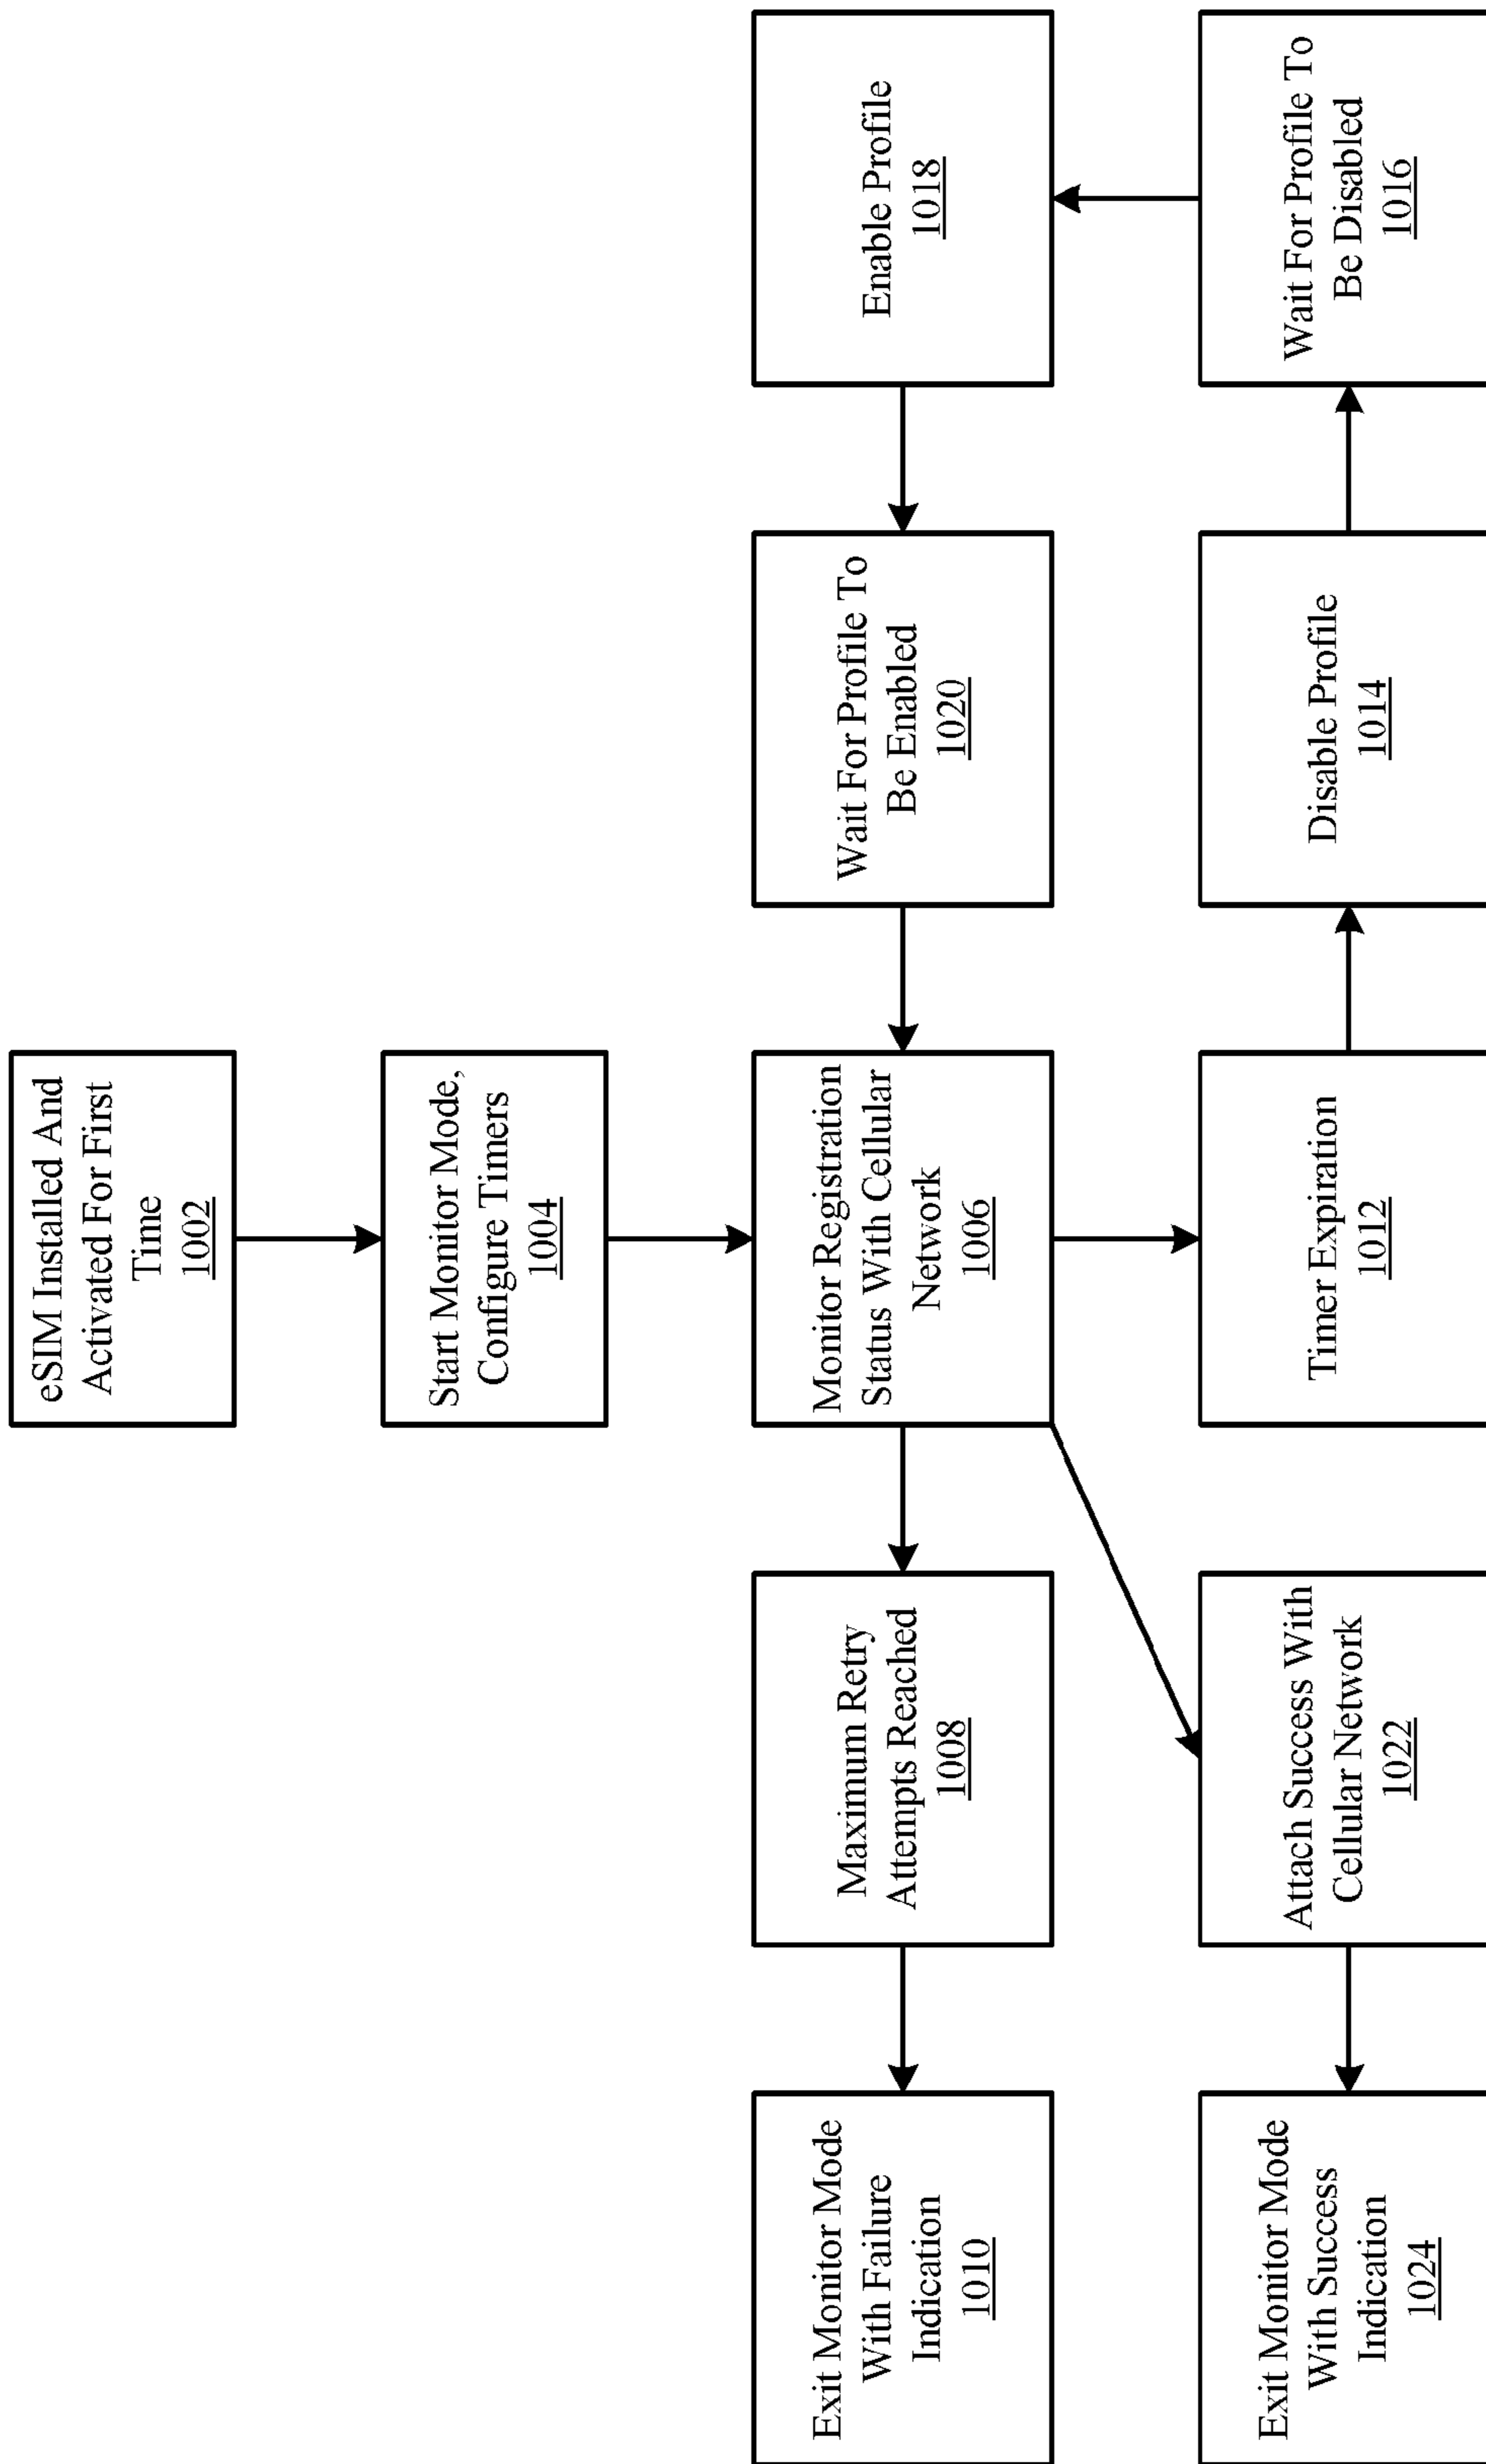 eSIM Installed And
Activated For First
Time
1002
Start Monitor Mode,
Configure Timers
1004
Monitor Registration
Status With Cellular
Network
1006
Maximum Retry
Attempts Reached
1008
Exit Monitor Mode
With Failure
Indication
1010
Timer Expiration
1012
Disable Profile
1014
Wait For Profile To
Be Disabled
1016
Enable Profile
1018
Wait For Profile To
Be Enabled
1020
Attach Success With
Cellular Network
1022
Exit Monitor Mode
With Success
Indication
1024